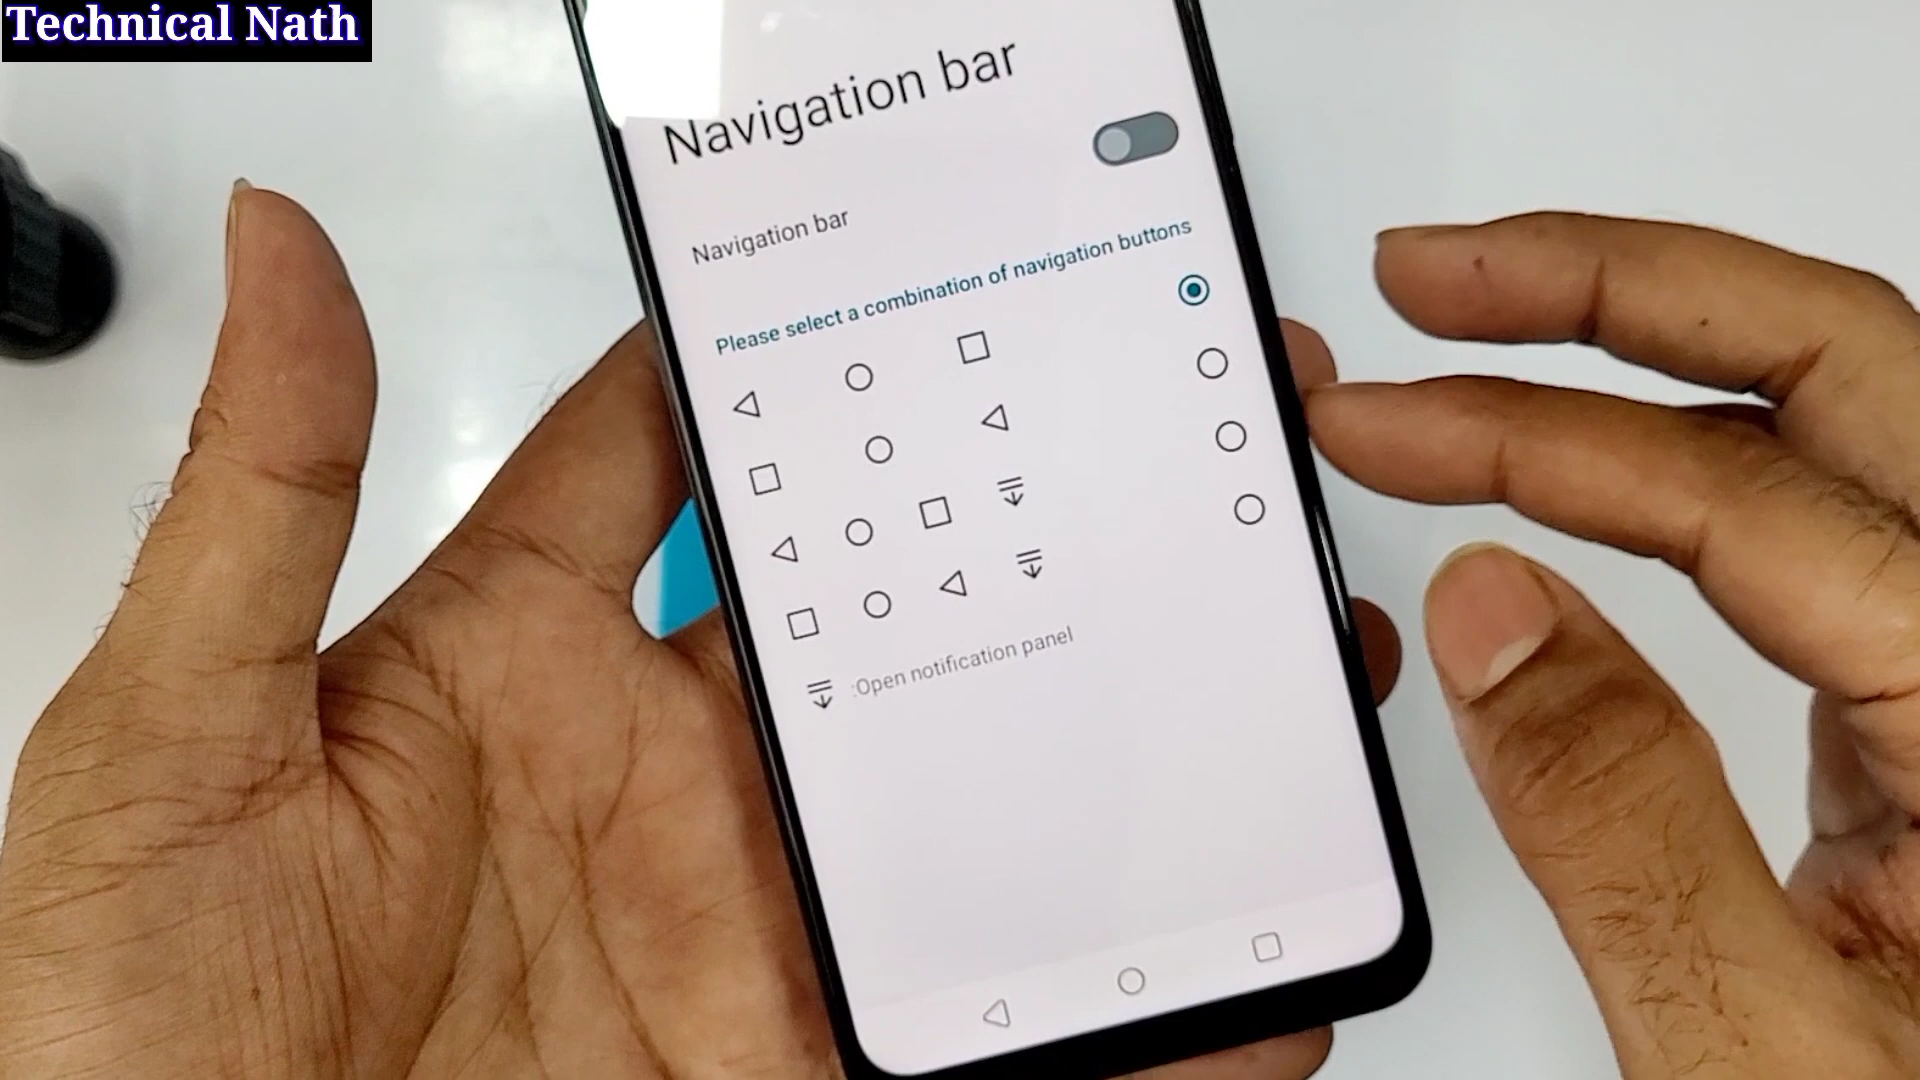 Technical Nath
Navigation bar
Navigation bar
Please select a combination of navigation buttons
:Open notification panel